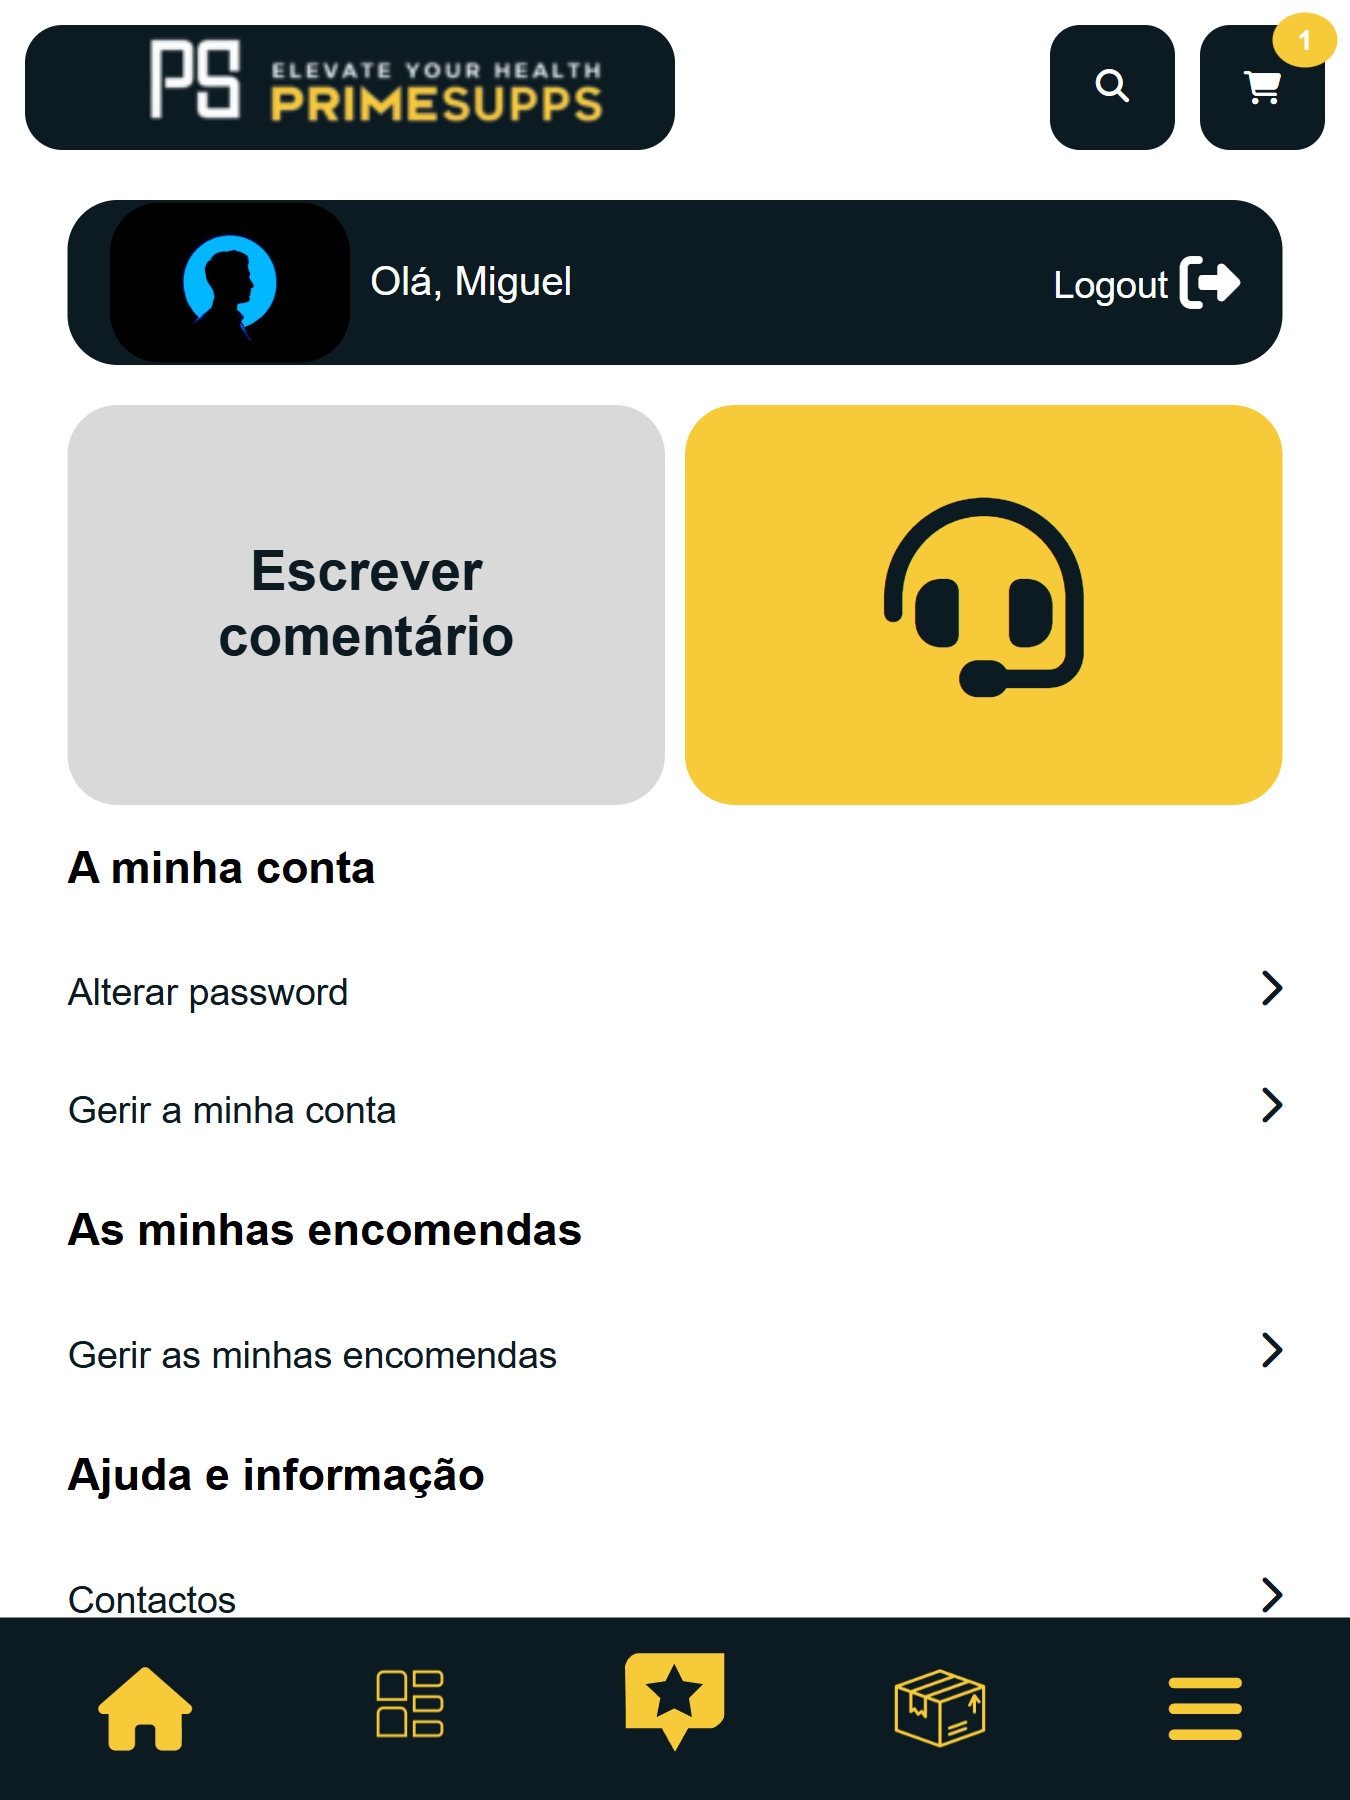 PS
ELEVATE YOUR HEALTH
PRIMESUPPS
1
Olá, Miguel
Logout
Escrever
comentário
A minha conta
Alterar password
Gerir a minha conta
As minhas encomendas
Gerir as minhas encomendas
Ajuda e informação
Contactos